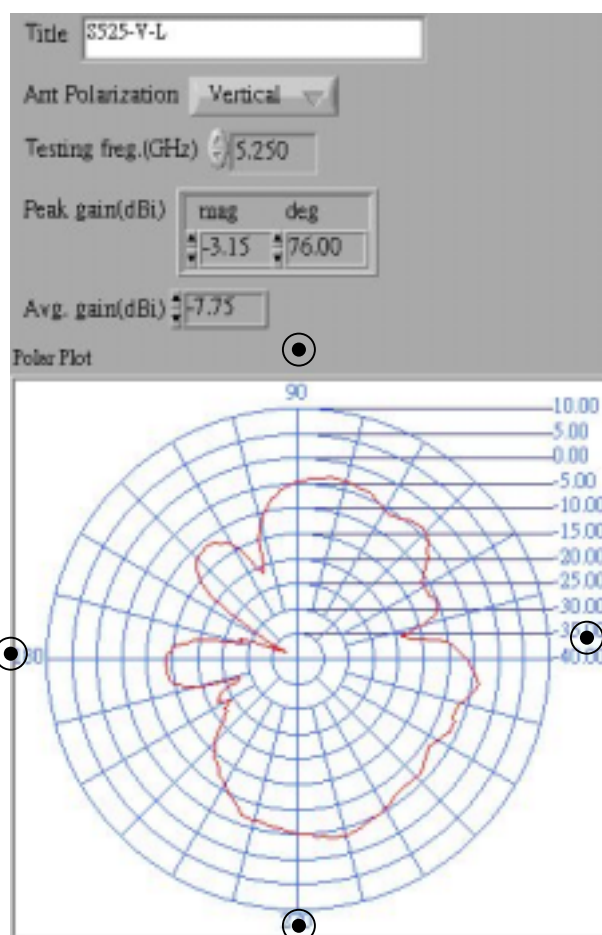 Title S525-V-L
Ant Polarization Vertical
Testing freg.(GHz) 5.250
Peak gain(dBi) mag deg
-3.15 76.00
Avg. gain(dBi) -7.75
Polar Plot
90
10.00
5.00
0.00
-5.00
-10.00
-15.00
-20.00
-25.00
-30.00
-40.00